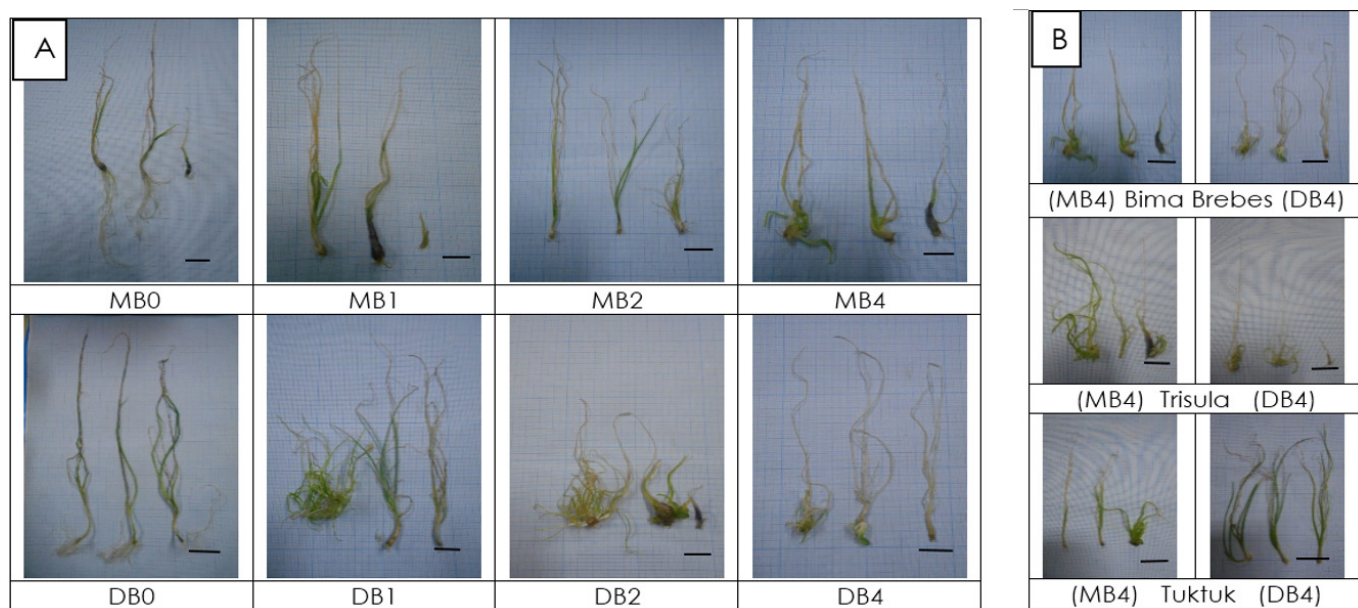 A
MB0 MB1 MB2 MB4
DB0 DB1 DB2 DB4
B
(MB4) Bima Brebes (DB4)
(MB4) Trisula (DB4)
(MB4) Tuktuk (DB4)